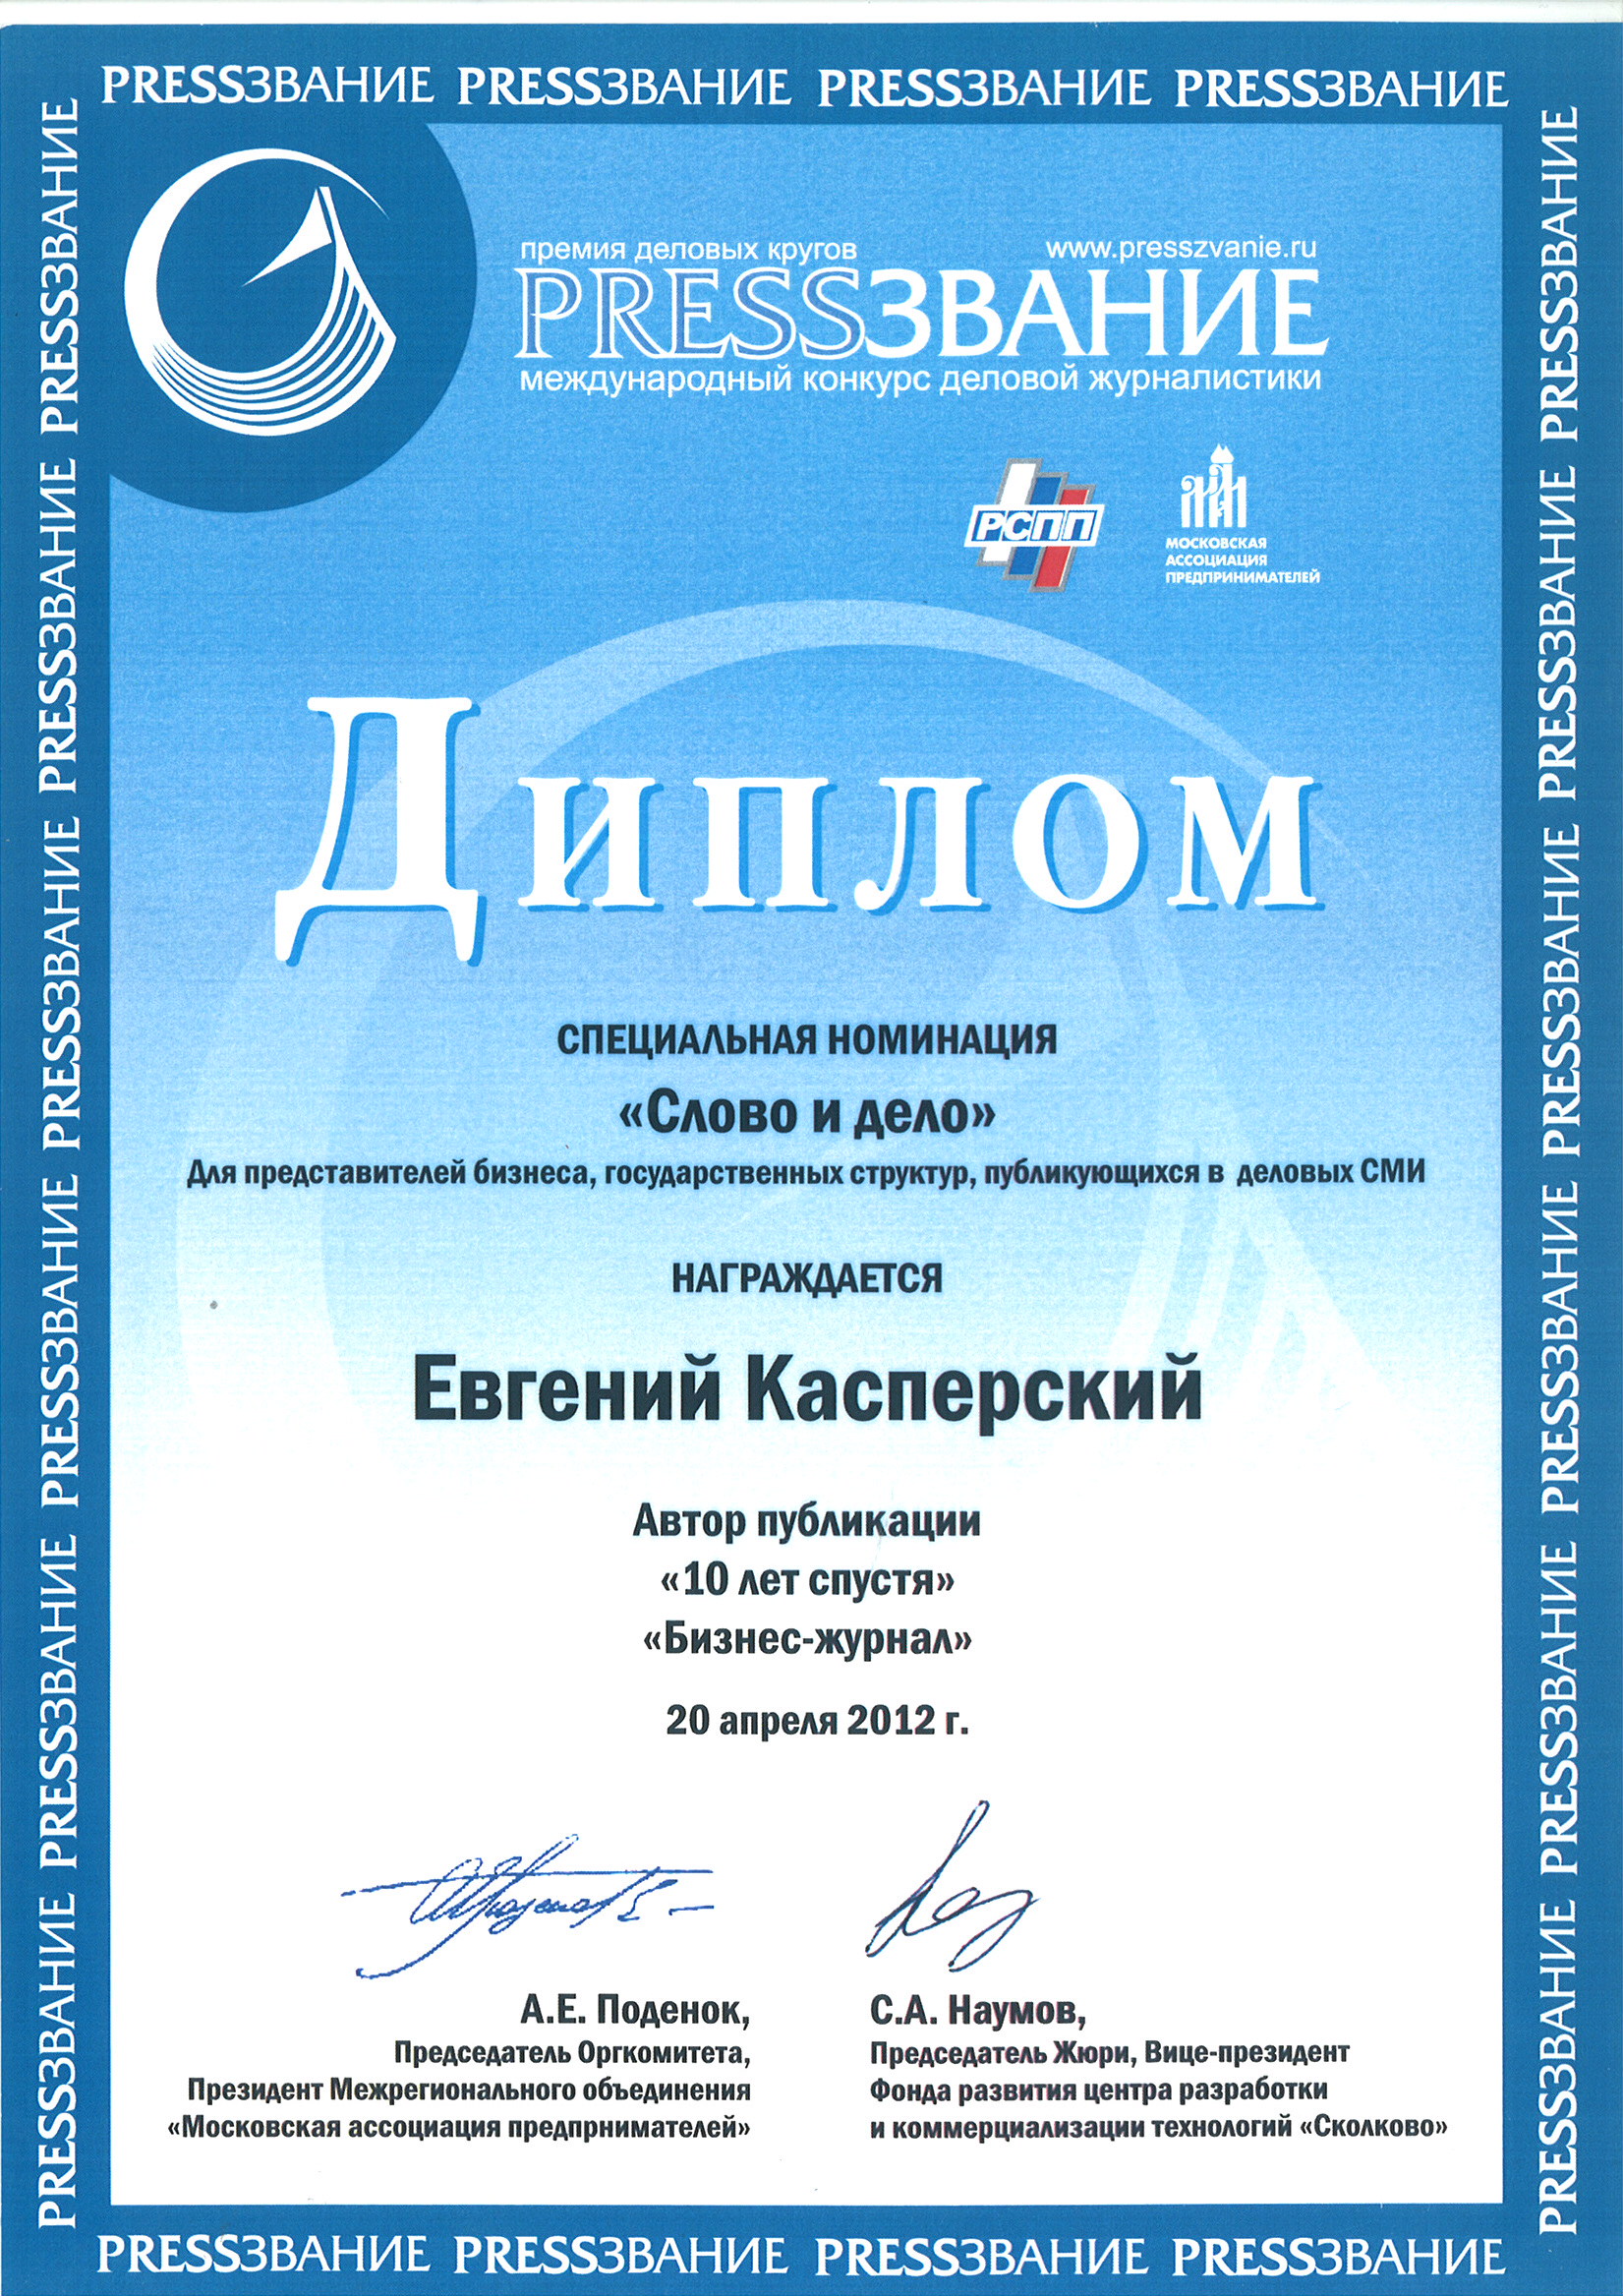 PRESSЗВАНИЕ PRESSЗВАНИЕ PRESSЗВАНИЕ PRESSЗВАНИЕ
PRESSЗВАНИЕ PRESSЗВАНИЕ PRESSЗВАНИЕ PRESSЗВАНИЕ PRESSЗВАНИЕ PRESSЗВАНИЕ
премия деловых кругов www.presszvanie.ru
PRESSЗВАНИЕ
международный конкурс деловой журналистики
РСПП
МОСКОВСКАЯ
АССОЦИАЦИЯ
ПРЕДПРИНИМАТЕЛЕЙ
Диплом
СПЕЦИАЛЬНАЯ НОМИНАЦИЯ
«Слово и дело»
Для представителей бизнеса, государственных структур, публикующихся в деловых СМИ
НАГРАЖДАЕТСЯ
Евгений Касперский
Автор публикации
«10 лет спустя»
«Бизнес-журнал»
20 апреля 2012 г.
А.Е. Поденок,
Председатель Оргкомитета,
Президент Межрегионального объединения
«Московская ассоциация предпрнимателей»
С.А. Наумов,
Председатель Жюри, Вице-президент
Фонда развития центра разработки
и коммерциализации технологий «Сколково»
PRESSЗВАНИЕ PRESSЗВАНИЕ PRESSЗВАНИЕ PRESSЗВАНИЕ PRESSЗВАНИЕ PRESSЗВАНИЕ
PRESSЗВАНИЕ PRESSЗВАНИЕ PRESSЗВАНИЕ PRESSЗВАНИЕ